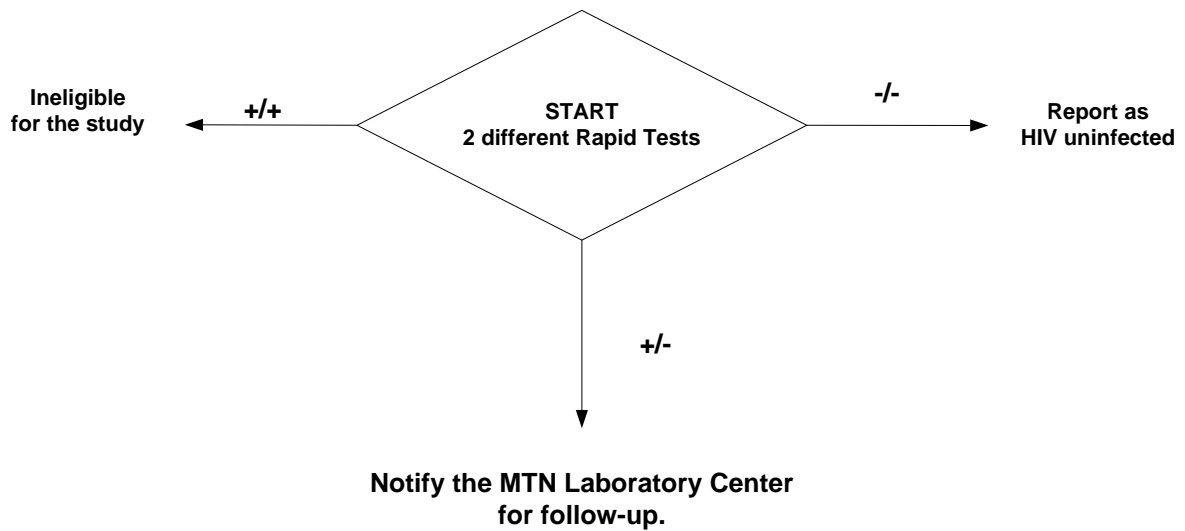 Ineligible
for the study
+/+
START
2 different Rapid Tests
-/-
Report as
HIV uninfected
+/-
Notify the MTN Laboratory Center
for follow-up.